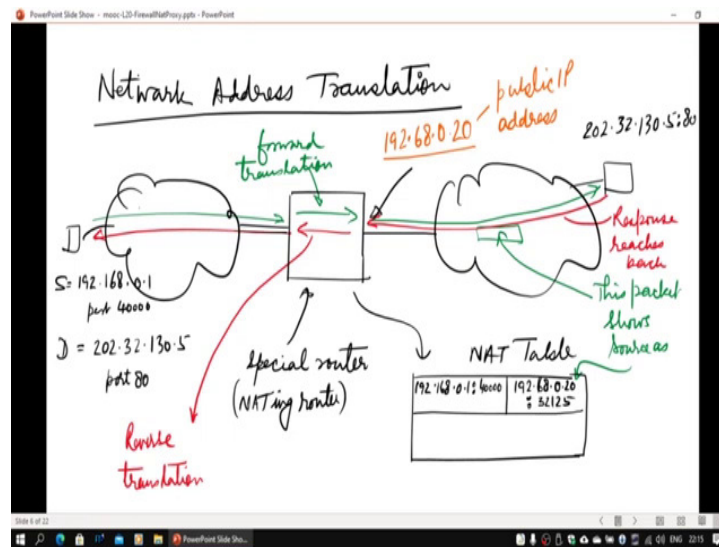 PowerPoint Slide Show - mooc-L20-FirewallNatProxy.pptx - PowerPoint
Network Address Translation
public IP
address
192.68.0.20
202.32.130.5:80
forward
translation
Response
reaches
back
S = 192.168.0.1
port 40000
D = 202.32.130.5
port 80
This packet
shows
source as
Special router
(NATing router)
NAT Table
192.168.0.1:40000
192.68.0.20
: 32125
Reverse
translation
Slide 6 of 22
PowerPoint Slide Sho...
ENG
22:15